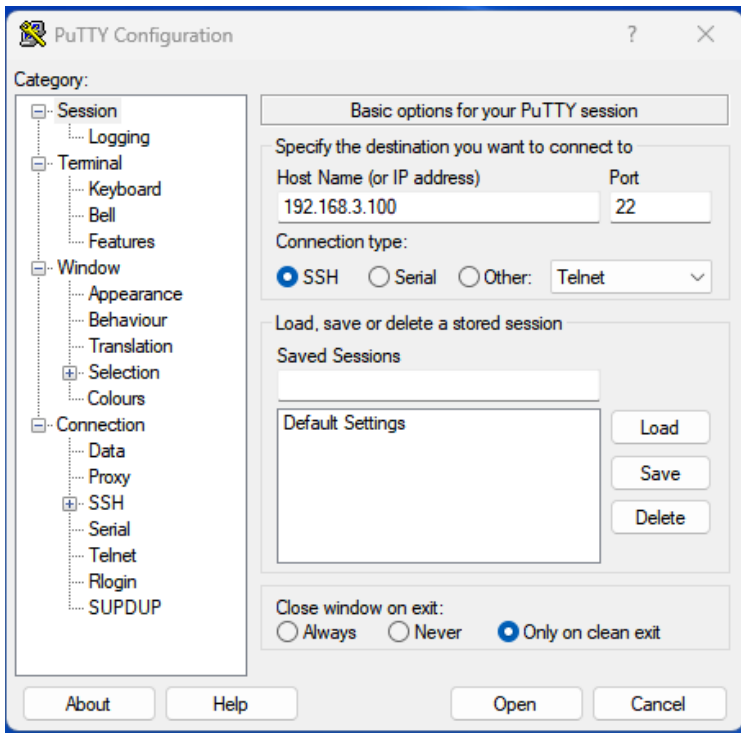 PuTTY Configuration
?
Category:
Session
Logging
Terminal
Keyboard
Bell
Features
Window
Appearance
Behaviour
Translation
Selection
Colours
Connection
Data
Proxy
SSH
Serial
Telnet
Rlogin
SUPDUP
Basic options for your PuTTY session
Specify the destination you want to connect to
Host Name (or IP address) Port
192.168.3.100 22
Connection type:
SSH Serial Other: Telnet
Load, save or delete a stored session
Saved Sessions
Default Settings
Load
Save
Delete
Close window on exit:
Always Never Only on clean exit
About Help Open Cancel